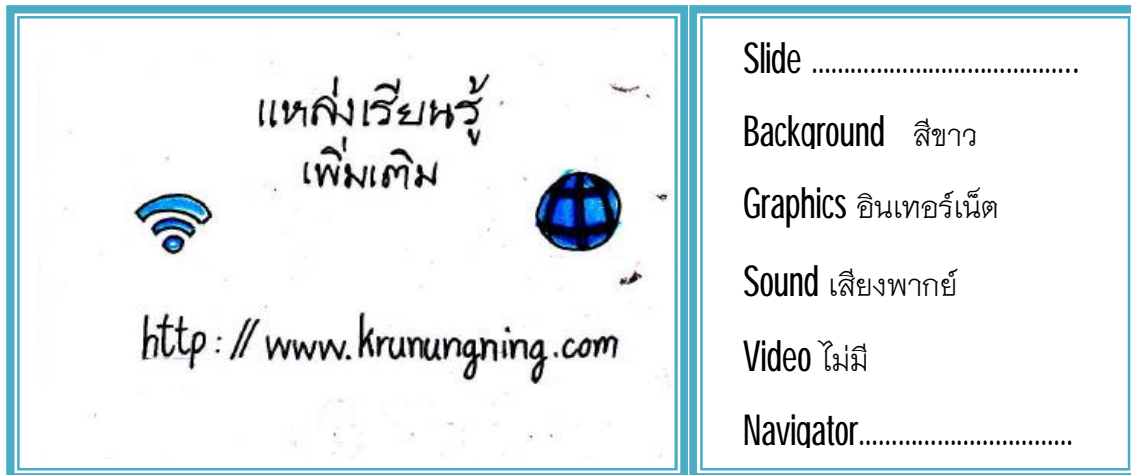 แหล่งเรียนรู้
เพิ่มเติม
http://www.krunungning.com
Slide ..........................................
Background สีขาว
Graphics อินเทอร์เน็ต
Sound เสียงพากย์
Video ไม่มี
Navigator.................................